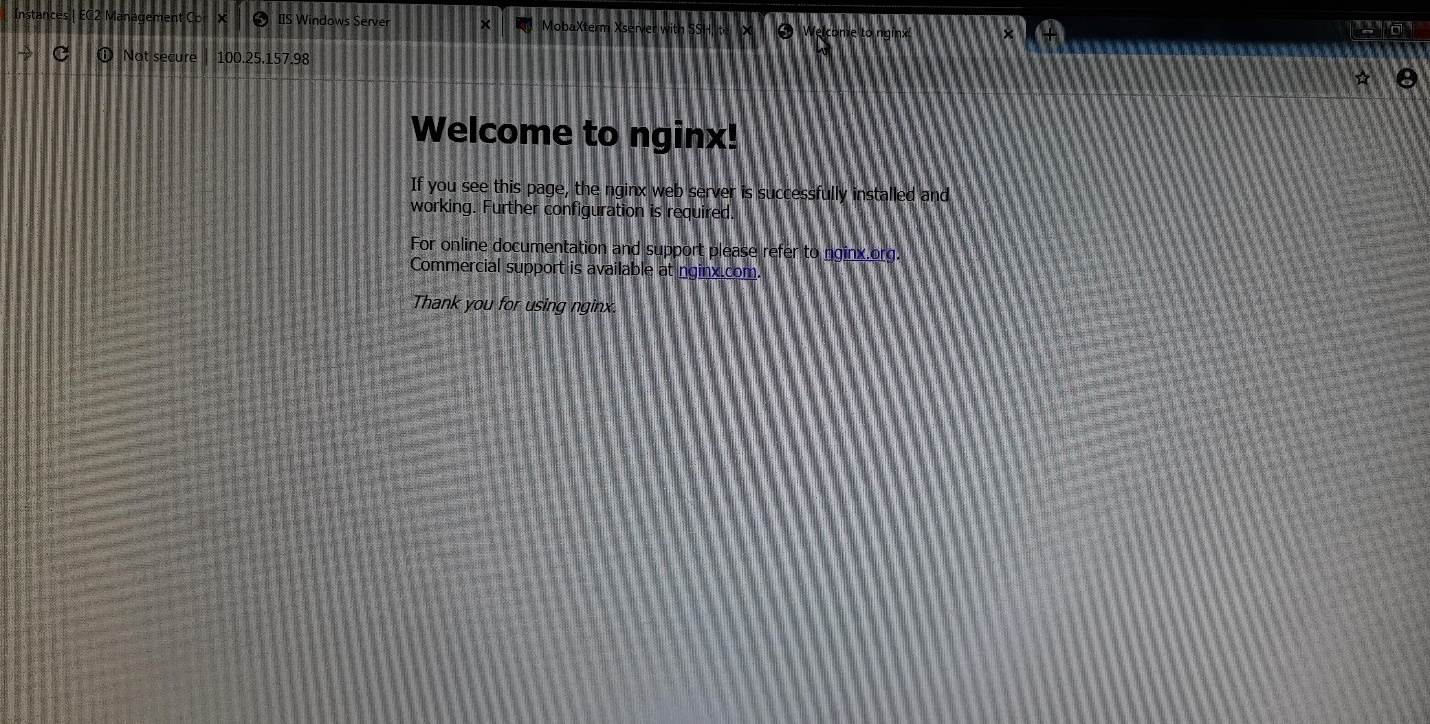 Instances | EC2 Management Co
IIS Windows Server
MobaXterm Xserver with SSH, te
Welcome to nginx!
Not secure | 100.25.157.98
Welcome to nginx!
If you see this page, the nginx web server is successfully installed and
working. Further configuration is required.
For online documentation and support please refer to nginx.org.
Commercial support is available at nginx.com.
Thank you for using nginx.